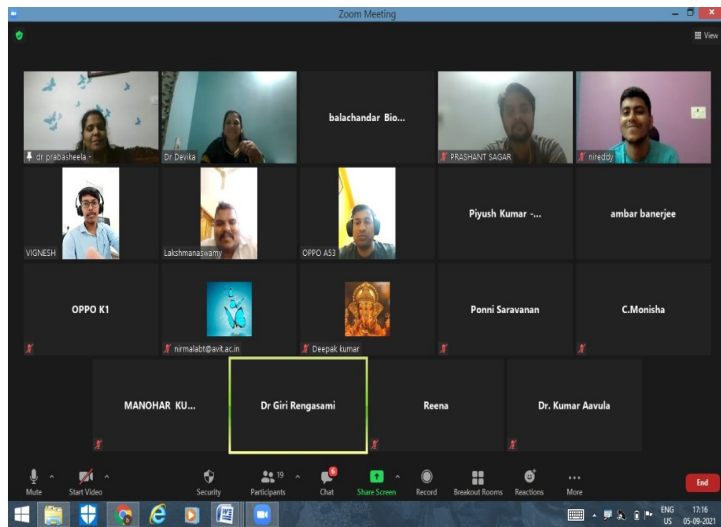 Zoom Meeting
View
dr prabasheela -
Dr Devika
balachandar Bio...
PRASHANT SAGAR
nireddy
VIGNESH
Lakshmanaswamy
OPPO A53
Piyush Kumar -...
ambar banerjee
OPPO K1
nirmalabt@avit.ac.in
Deepak kumar
Ponni Saravanan
C.Monisha
MANOHAR KU...
Dr Giri Rengasami
Reena
Dr. Kumar Aavula
Mute
Start Video
Security
19
Participants
6
Chat
Share Screen
Record
Breakout Rooms
Reactions
More
End
ENG
US
17:16
05-09-2021